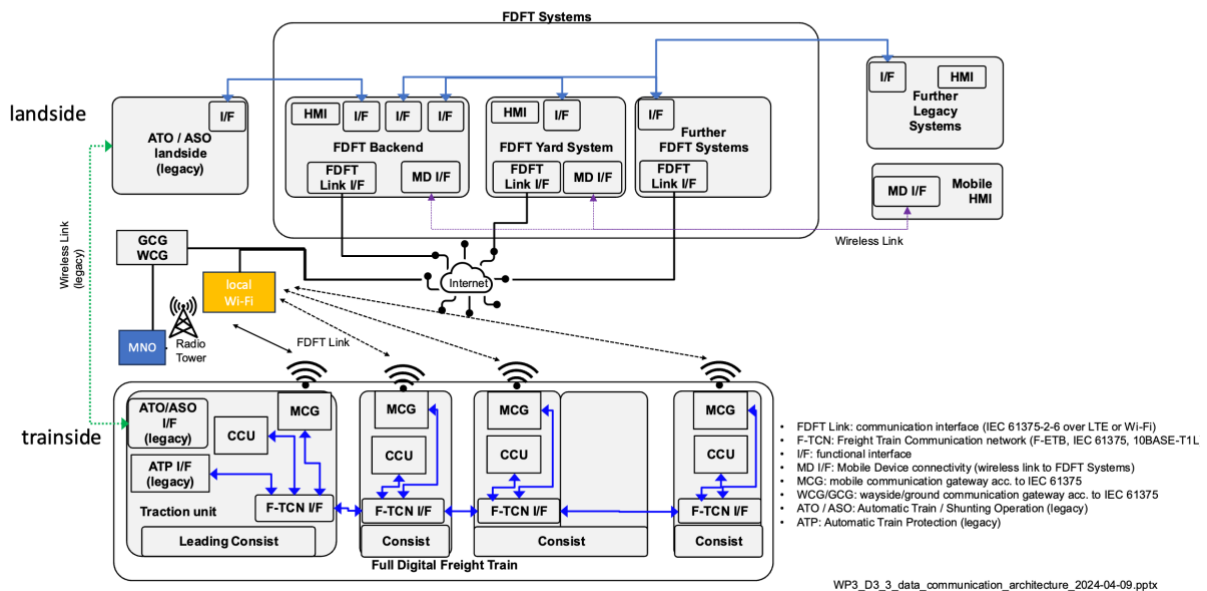 FDFT Systems
landside
I/F
ATO / ASO
landside
(legacy)
HMI
I/F
I/F
I/F
FDFT Backend
FDFT
Link I/F
MD I/F
HMI
I/F
FDFT Yard System
FDFT
Link I/F
MD I/F
I/F
Further
FDFT Systems
FDFT
Link I/F
I/F
HMI
Further
Legacy
Systems
MD I/F
Mobile
HMI
Wireless Link
Wireless Link
(legacy)
GCG
WCG
local
Wi-Fi
Internet
MNO
Radio
Tower
FDFT Link
trainside
ATO/ASO
I/F
(legacy)
MCG
CCU
ATP I/F
(legacy)
F-TCN I/F
Traction unit
Leading Consist
MCG
CCU
F-TCN I/F
Consist
MCG
CCU
F-TCN I/F
Consist
MCG
CCU
F-TCN I/F
Consist
Full Digital Freight Train
• FDFT Link: communication interface (IEC 61375-2-6 over LTE or Wi-Fi)
• F-TCN: Freight Train Communication network (F-ETB, IEC 61375, 10BASE-T1L
• I/F: functional interface
• MD I/F: Mobile Device connectivity (wireless link to FDFT Systems)
• MCG: mobile communication gateway acc. to IEC 61375
• WCG/GCG: wayside/ground communication gateway acc. to IEC 61375
• ATO / ASO: Automatic Train / Shunting Operation (legacy)
• ATP: Automatic Train Protection (legacy)
WP3_D3_3_data_communication_architecture_2024-04-09.pptx